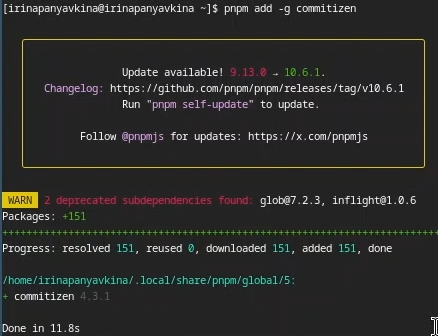 [irinapanyavkina@irinapanyavkina ~]$ pnpm add -g commitizen
Update available! 9.13.0 → 10.6.1.
Changelog: https://github.com/pnpm/pnpm/releases/tag/v10.6.1
Run "pnpm self-update" to update.
Follow @pnpmjs for updates: https://x.com/pnpmjs
WARN 2 deprecated subdependencies found: glob@7.2.3, inflight@1.0.6
Packages: +151
++++++++++++++++++++++++++++++++++++++++++++++++++++++++++++++++++++++++
Progress: resolved 151, reused 0, downloaded 151, added 151, done
/home/irinapanyavkina/.local/share/pnpm/global/5:
+ commitizen 4.3.1
Done in 11.8s